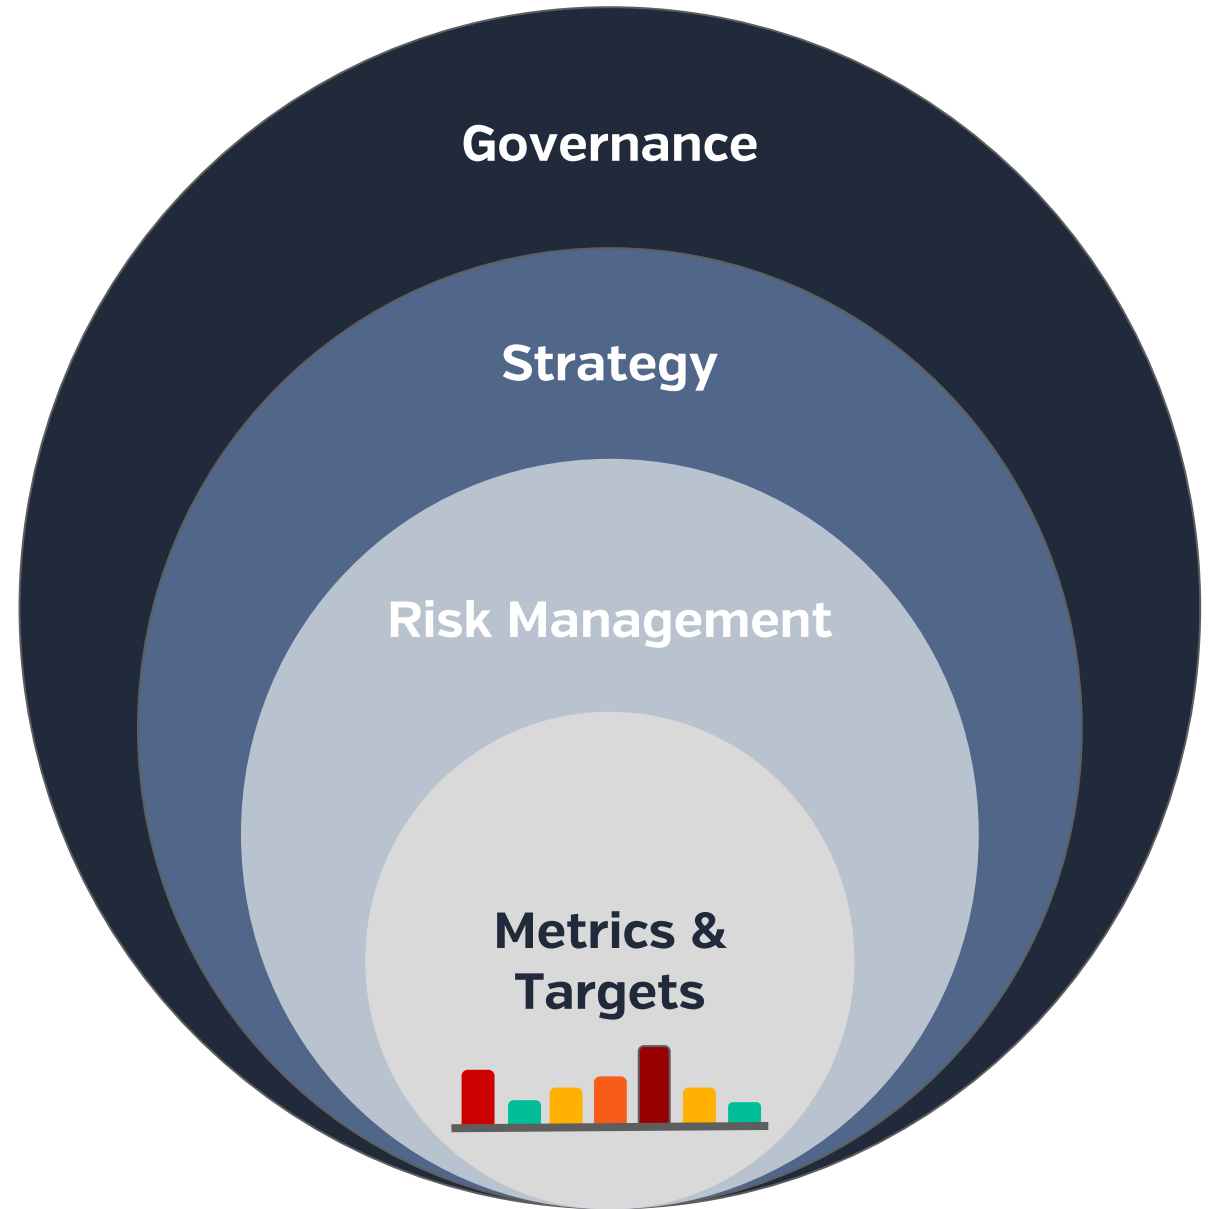 Governance
Strategy
Risk Management
Metrics &
Targets